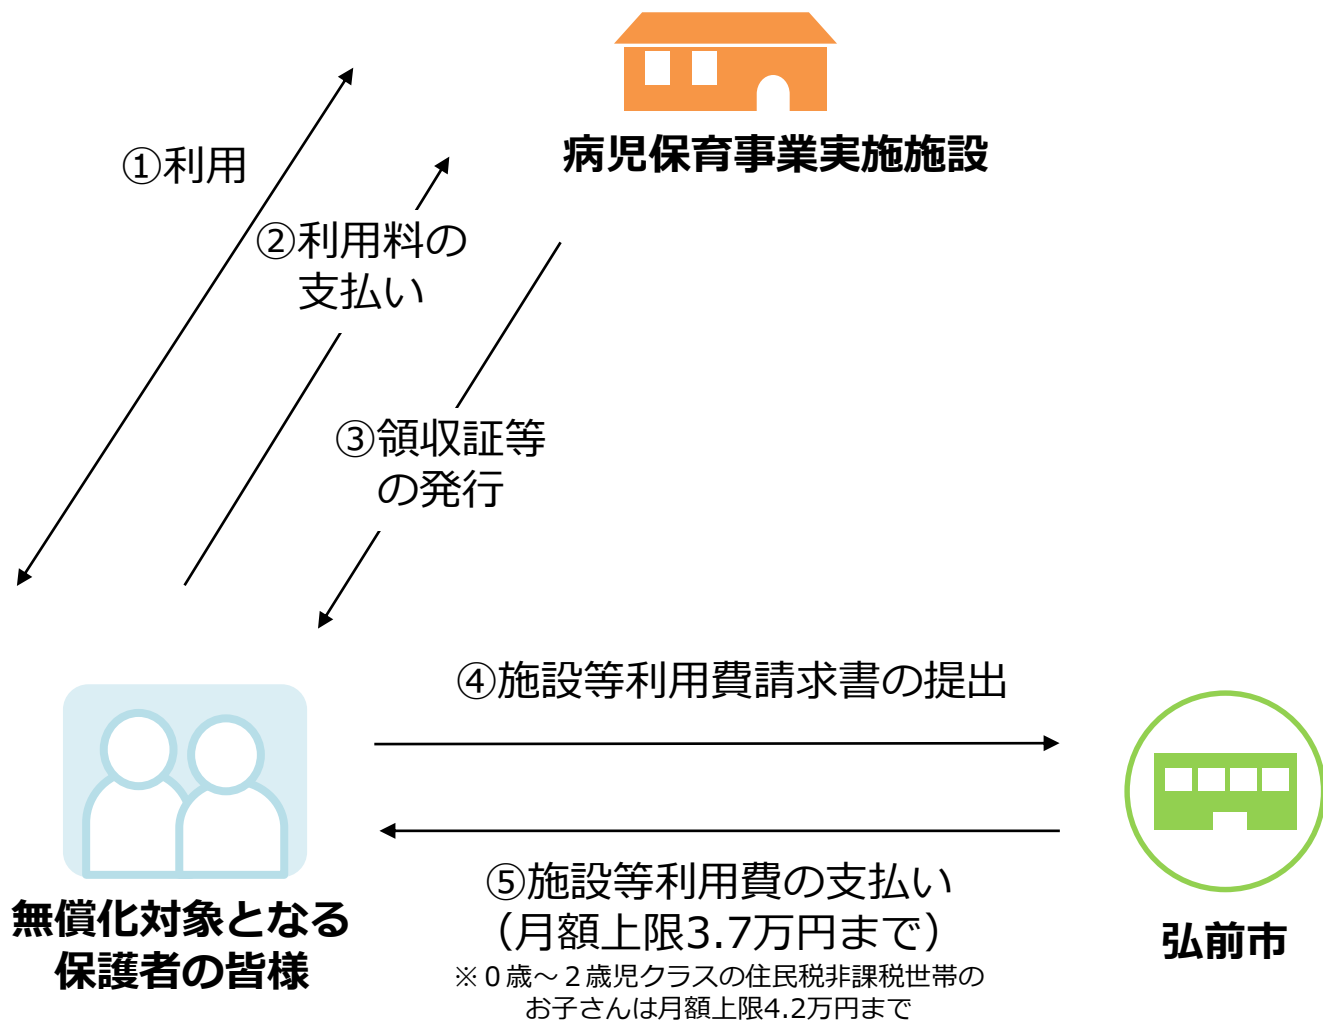 病児保育事業実施施設
①利用
②利用料の
支払い
③領収証等
の発行
④施設等利用費請求書の提出
⑤施設等利用費の支払い
（月額上限3.7万円まで）
※０歳～２歳児クラスの住民税非課税世帯の
お子さんは月額上限4.2万円まで
無償化対象となる
保護者の皆様
弘前市